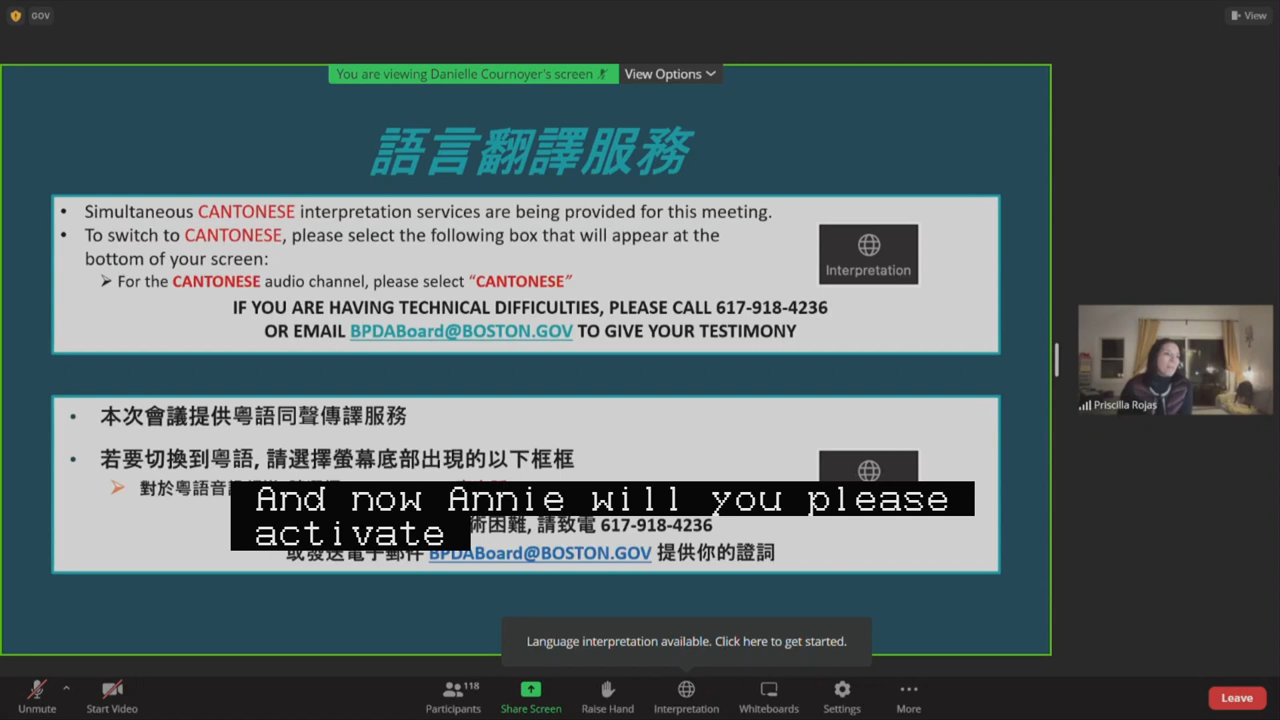 GOV
View
You are viewing Danielle Cournoyer's screen
View Options
語言翻譯服務
• Simultaneous CANTONESE interpretation services are being provided for this meeting.
• To switch to CANTONESE, please select the following box that will appear at the
bottom of your screen:
➢ For the CANTONESE audio channel, please select "CANTONESE"
IF YOU ARE HAVING TECHNICAL DIFFICULTIES, PLEASE CALL 617-918-4236
OR EMAIL BPDABoard@BOSTON.GOV TO GIVE YOUR TESTIMONY
Interpretation
Priscilla Rojas
• 本次會議提供粵語同聲傳譯服務
• 若要切換到粵語, 請選擇螢幕底部出現的以下框框
➢ 對於粵語音
And now Annie will you please
activate
術困難, 請致電 617-918-4236
或發送電子郵件 BPDABoard@BOSTON.GOV 提供你的證詞
Language interpretation available. Click here to get started.
Unmute
Start Video
Participants 118
Share Screen
Raise Hand
Interpretation
Whiteboards
Settings
More
Leave